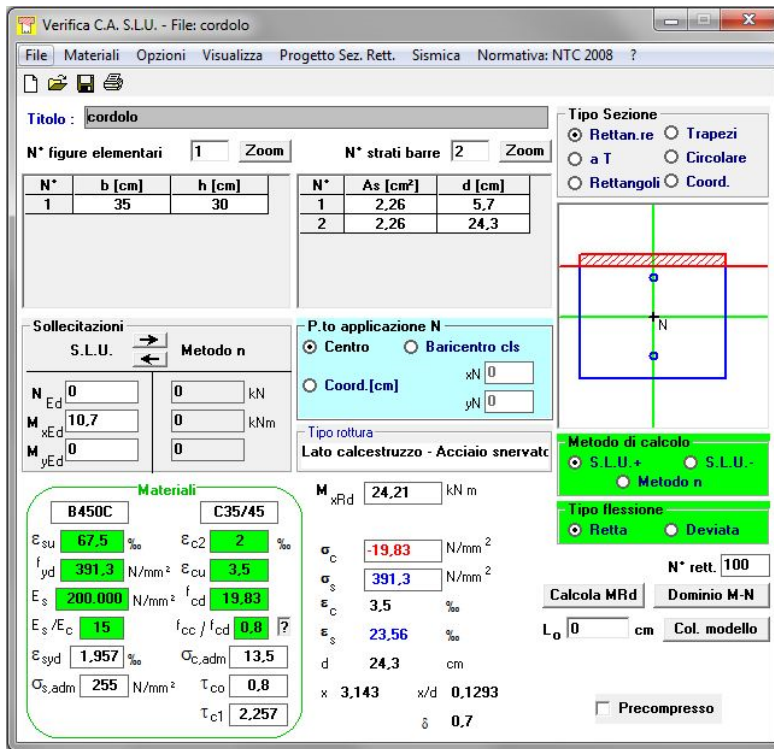 Verifica C.A. S.L.U. - File: cordolo
File Materiali Opzioni Visualizza Progetto Sez. Rett. Sismica Normativa: NTC 2008 ?
Titolo : cordolo
N° figure elementari 1 Zoom N° strati barre 2 Zoom
N° b [cm] h [cm]
1 35 30
N° As [cm²] d [cm]
1 2,26 5,7
2 2,26 24,3
Tipo Sezione
Rettan.re Trapezi
a T Circolare
Rettangoli Coord.
N
Sollecitazioni
S.L.U. Metodo n
N Ed 0 0 kN
M xEd 10,7 0 kNm
M yEd 0 0
P.to applicazione N
Centro Baricentro cls
Coord.[cm] xN 0
yN 0
Tipo rottura
Lato calcestruzzo - Acciaio snervato
Metodo di calcolo
S.L.U.+ S.L.U.-
Metodo n
Tipo flessione
Retta Deviata
N° rett. 100
Calcola MRd Dominio M-N
L₀ 0 cm Col. modello
Precompresso
Materiali
B450C C35/45
εsu 67,5 ‰ εc2 2 ‰
fyd 391,3 N/mm² εcu 3,5 ‰
Es 200.000 N/mm² fcd 19,83
Es /Ec 15 fcc / fcd 0,8 ?
εsyd 1,957 ‰ σc,adm 13,5
σs,adm 255 N/mm² τco 0,8
τc1 2,257
M xRd 24,21 kN m
σc -19,83 N/mm²
σs 391,3 N/mm²
εc 3,5 ‰
εs 23,56 ‰
d 24,3 cm
x 3,143 x/d 0,1293
δ 0,7